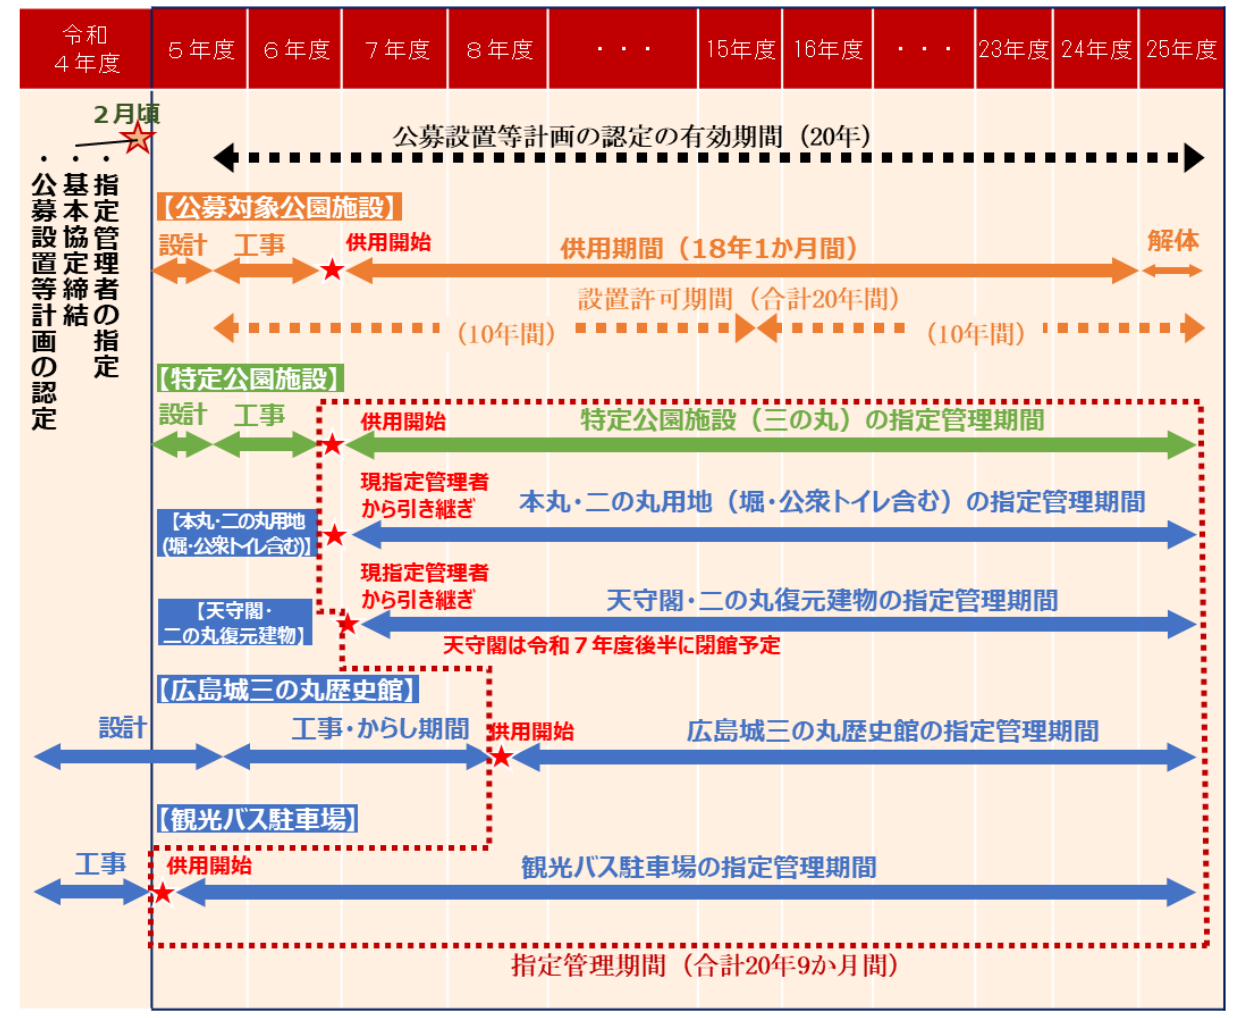 令和
４年度
５年度
６年度
７年度
８年度
・・・
15年度
16年度
・・・
23年度
24年度
25年度
２月頃
・・・
指定管理者の指定
基本協定締結
公募設置等計画の認定
公募設置等計画の認定の有効期間（20年）
【公募対象公園施設】
設計
工事
供用開始
供用期間（18年1か月間）
解体
設置許可期間（合計20年間）
（10年間）
（10年間）
【特定公園施設】
設計
工事
供用開始
特定公園施設（三の丸）の指定管理期間
現指定管理者
から引き継ぎ
本丸・二の丸用地（堀・公衆トイレ含む）の指定管理期間
【本丸・二の丸用地
(堀・公衆トイレ含む)】
現指定管理者
から引き継ぎ
天守閣・二の丸復元建物の指定管理期間
【天守閣・
二の丸復元建物】
天守閣は令和７年度後半に閉館予定
【広島城三の丸歴史館】
設計
工事・からし期間
供用開始
広島城三の丸歴史館の指定管理期間
【観光バス駐車場】
工事
供用開始
観光バス駐車場の指定管理期間
指定管理期間（合計20年9か月間）